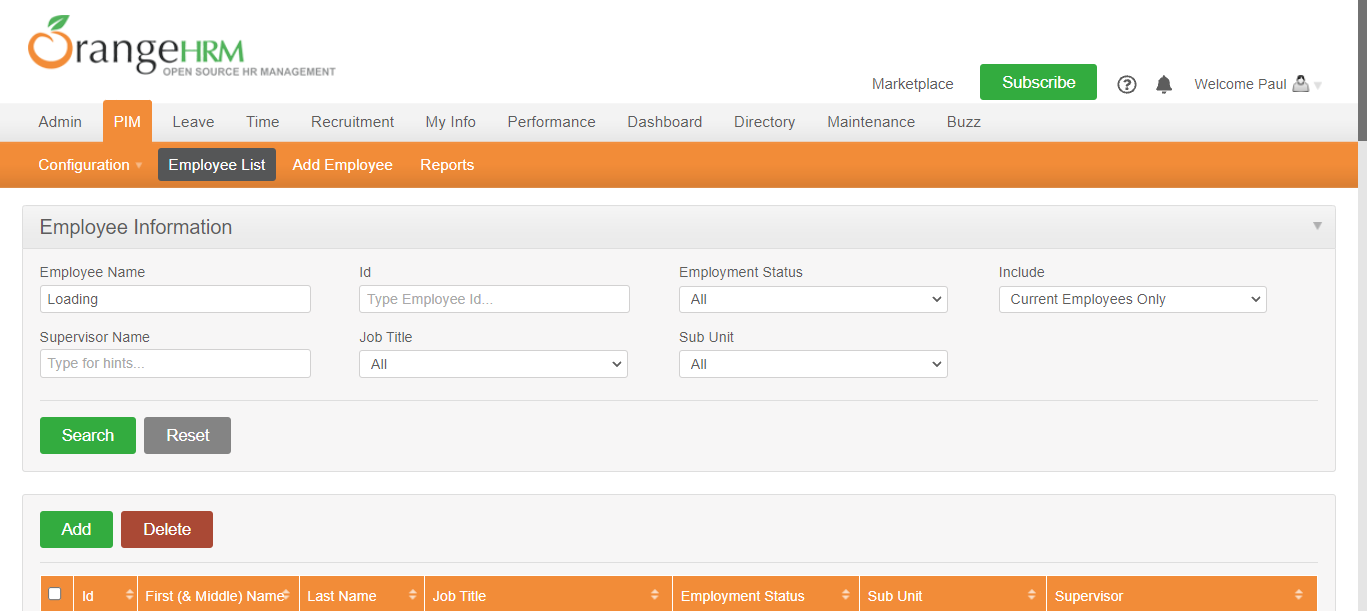 OrangeHRM
OPEN SOURCE HR MANAGEMENT
Marketplace Subscribe Welcome Paul
Admin PIM Leave Time Recruitment My Info Performance Dashboard Directory Maintenance Buzz
Configuration Employee List Add Employee Reports
Employee Information
Employee Name Id Employment Status Include
Loading Type Employee Id... All Current Employees Only
Supervisor Name Job Title Sub Unit
Type for hints... All All
Search Reset
Add Delete
Id First (& Middle) Name Last Name Job Title Employment Status Sub Unit Supervisor